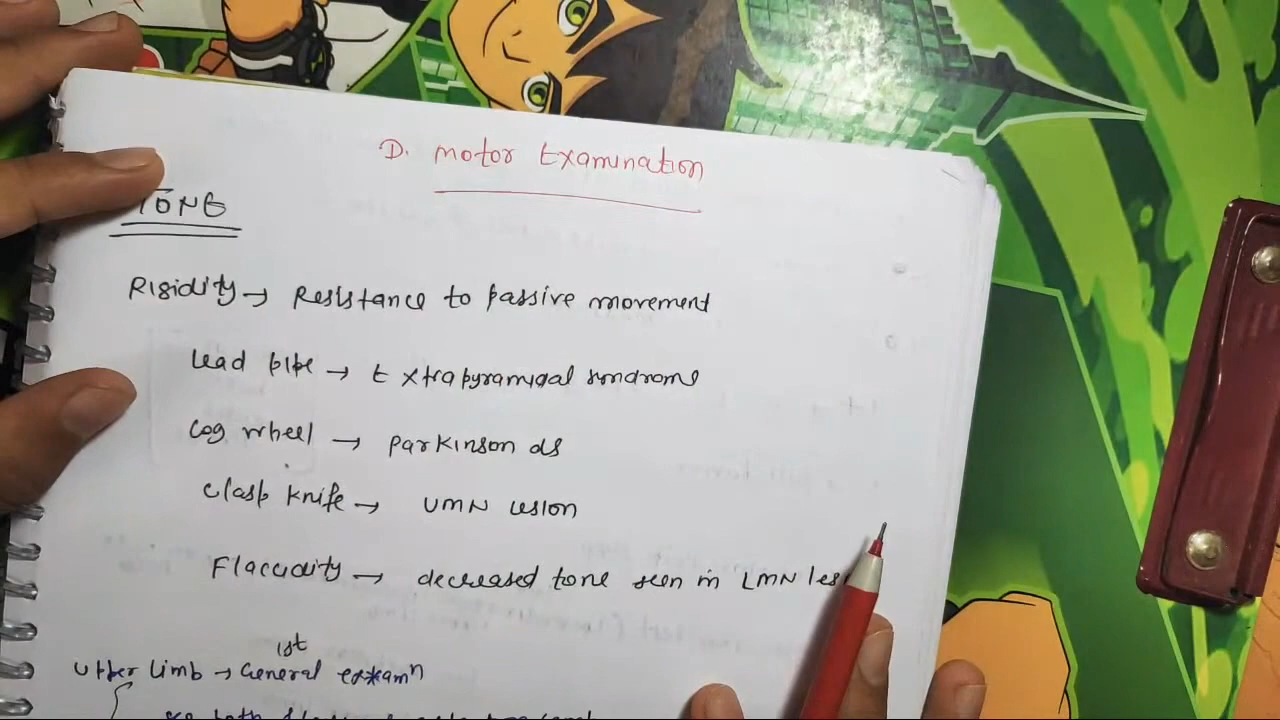 D. Motor Examination
TONE
Rigidity → Resistance to passive movement
Lead pipe → Extrapyramidal syndrome
Cog wheel → Parkinson ds
Clasp knife → UMN lesion
Flaccidity → decreased tone seen in LMN les
1st
Upper limb → General examn